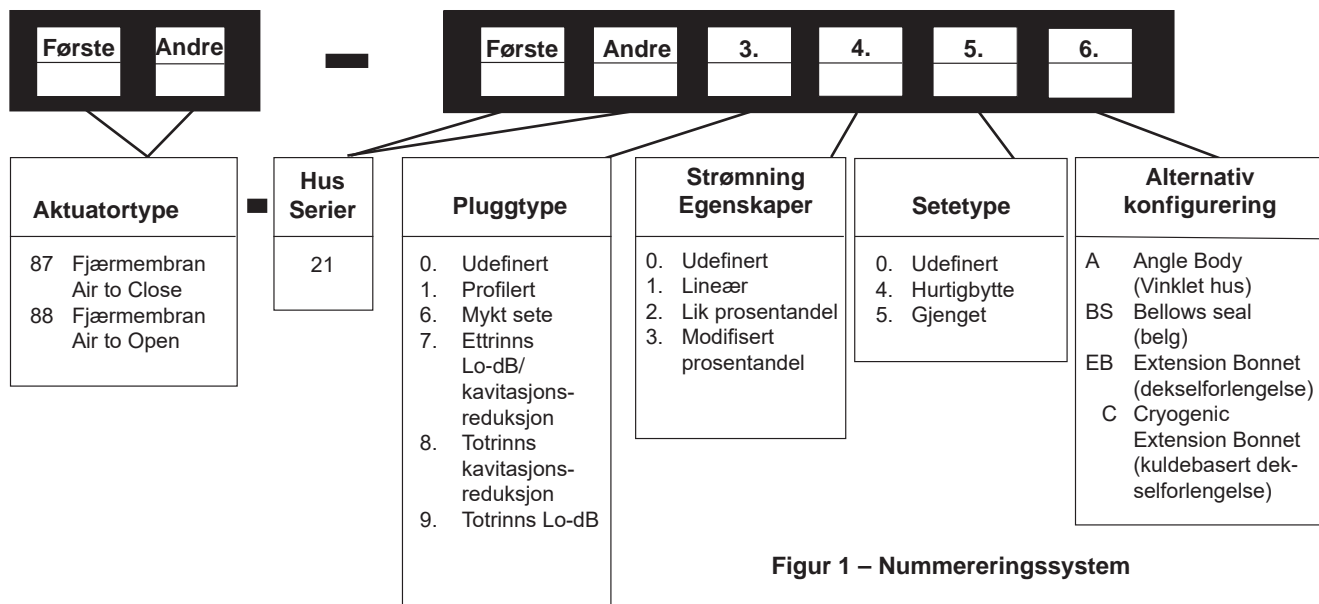 Første Andre
Første Andre 3. 4. 5. 6.
Aktuatortype
87 Fjærmembran
Air to Close
88 Fjærmembran
Air to Open
Hus
Serier
21
Pluggtype
0. Udefinert
1. Profilert
6. Mykt sete
7. Ettrinns
Lo-dB/
kavitasjons-
reduksjon
8. Totrinns
kavitasjons-
reduksjon
9. Totrinns Lo-dB
Strømning
Egenskaper
0. Udefinert
1. Lineær
2. Lik prosentandel
3. Modifisert
prosentandel
Setetype
0. Udefinert
4. Hurtigbytte
5. Gjenget
Alternativ
konfigurering
A Angle Body
(Vinklet hus)
BS Bellows seal
(belg)
EB Extension Bonnet
(dekselforlengelse)
C Cryogenic
Extension Bonnet
(kuldebasert dek-
selforlengelse)
Figur 1 – Nummereringssystem